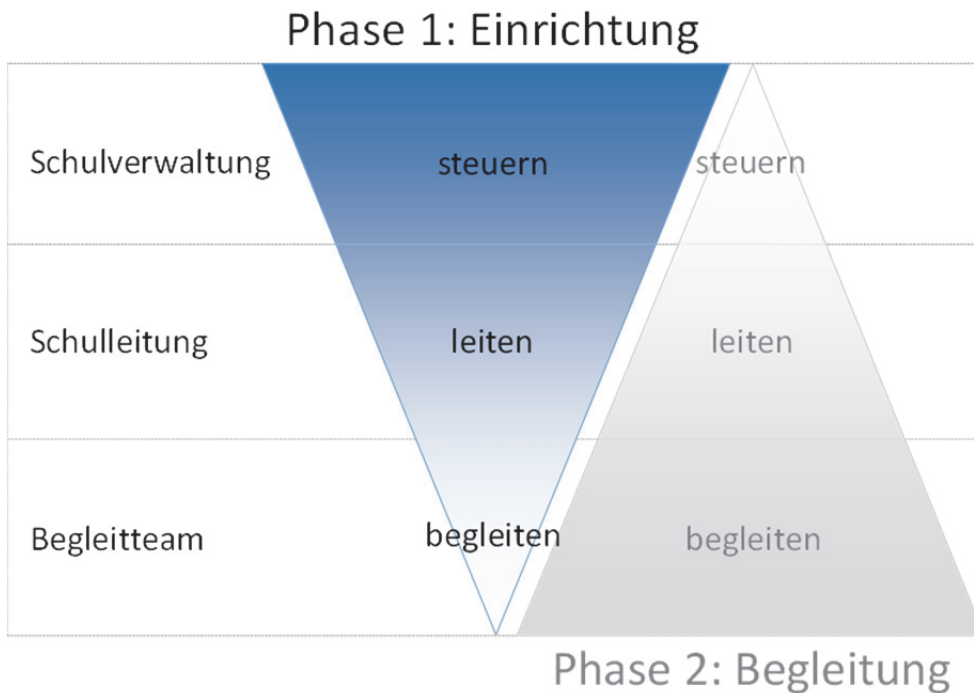 Phase 1: Einrichtung
Schulverwaltung steuern steuern
Schulleitung leiten leiten
Begleitteam begleiten begleiten
Phase 2: Begleitung